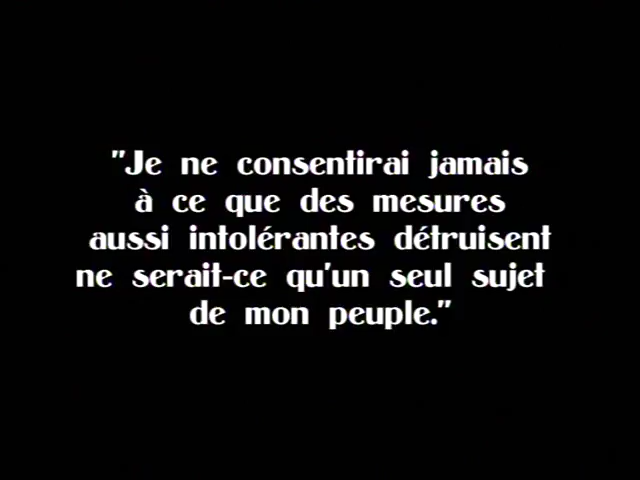 "Je ne consentirai jamais
à ce que des mesures
aussi intolérantes détruisent
ne serait-ce qu'un seul sujet
de mon peuple."